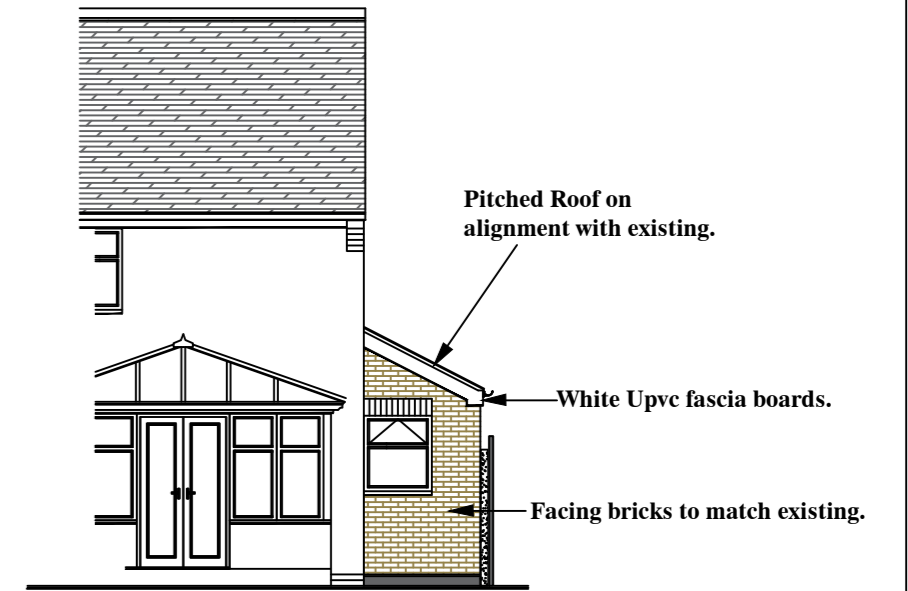 Pitched Roof on
alignment with existing.
White Upvc fascia boards.
Facing bricks to match existing.